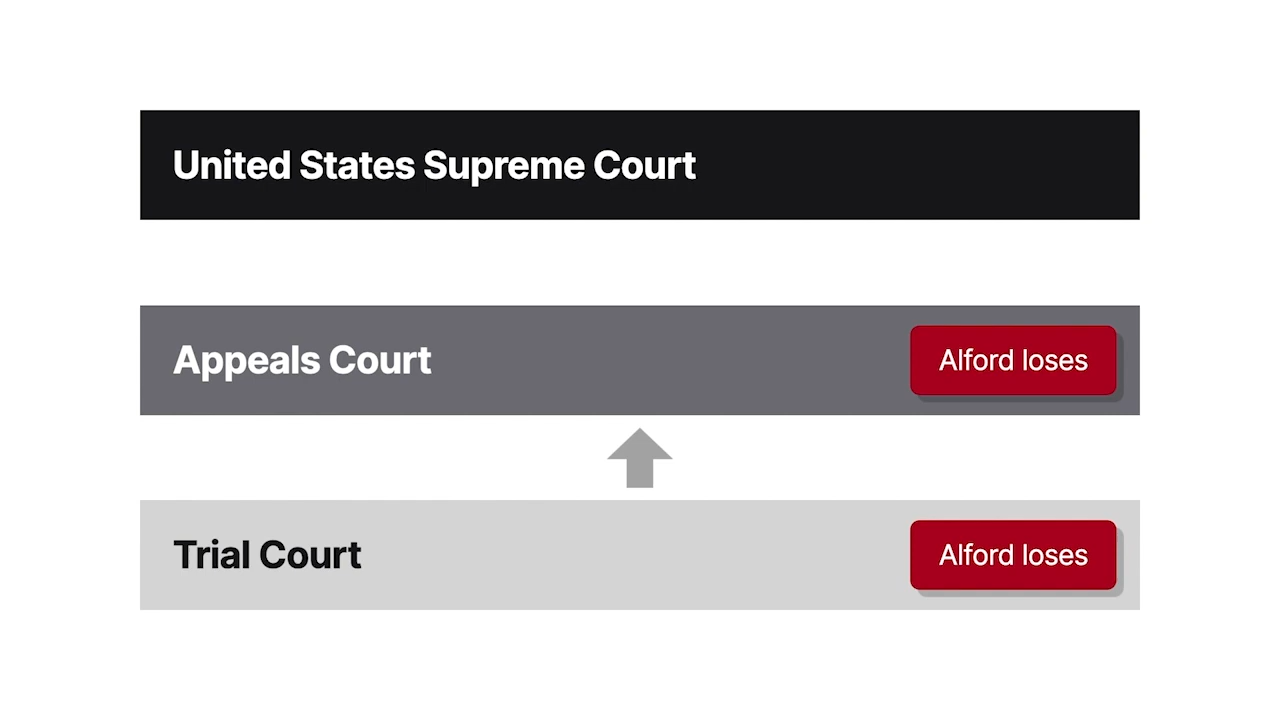 United States Supreme Court
Appeals Court
Alford loses
Trial Court
Alford loses